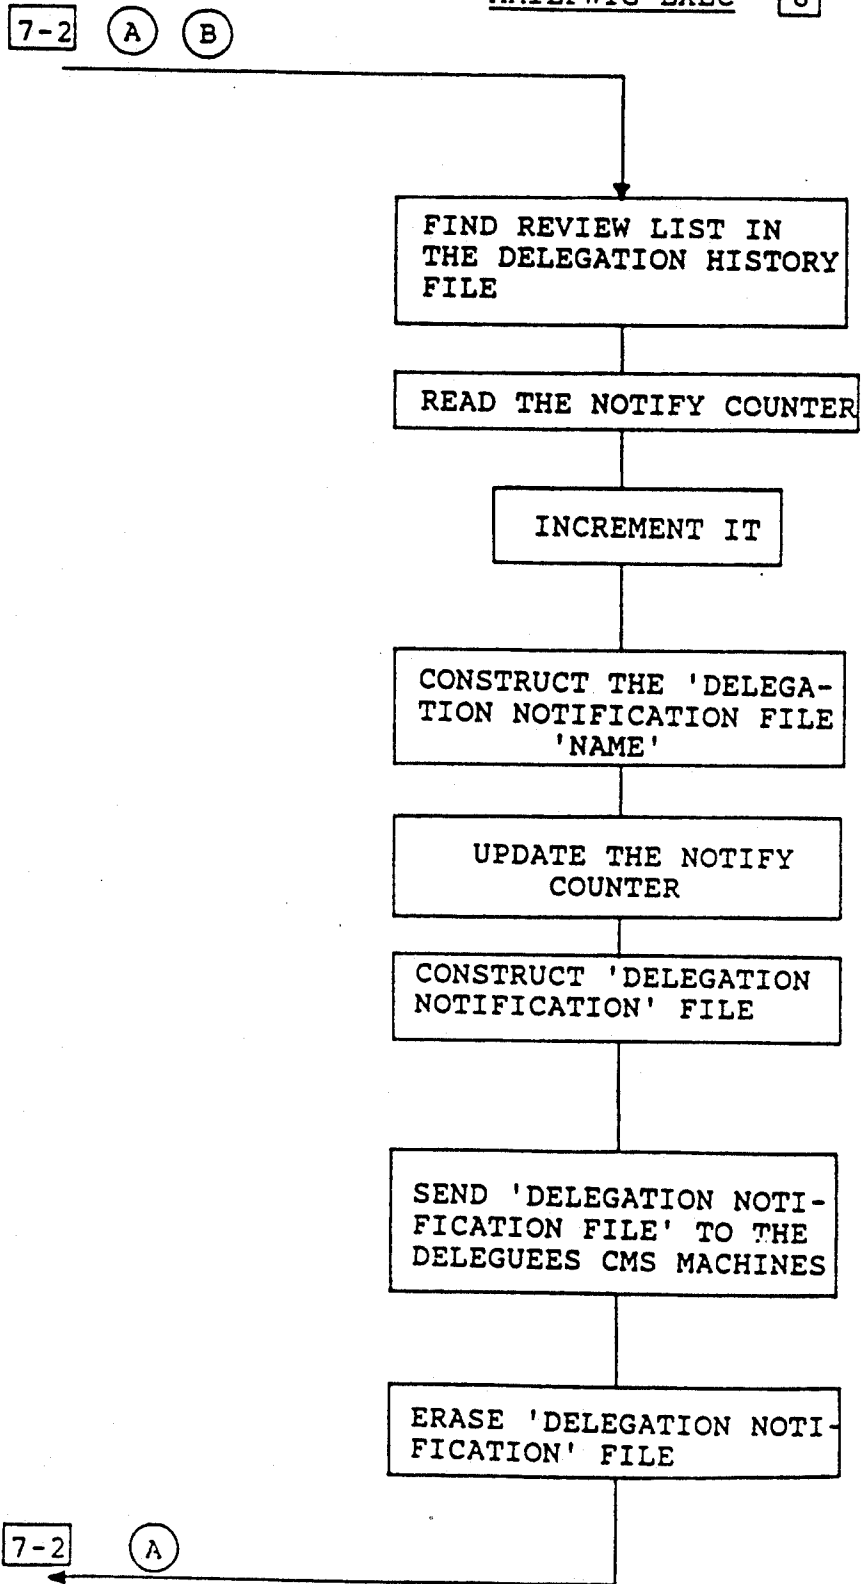 EXEC
7-2 A B
FIND REVIEW LIST IN
THE DELEGATION HISTORY
FILE
READ THE NOTIFY COUNTER
INCREMENT IT
CONSTRUCT THE 'DELEGA-
TION NOTIFICATION FILE
'NAME'
UPDATE THE NOTIFY
COUNTER
CONSTRUCT 'DELEGATION
NOTIFICATION' FILE
SEND 'DELEGATION NOTI-
FICATION FILE' TO THE
DELEGUEES CMS MACHINES
ERASE 'DELEGATION NOTI-
FICATION' FILE
7-2 A